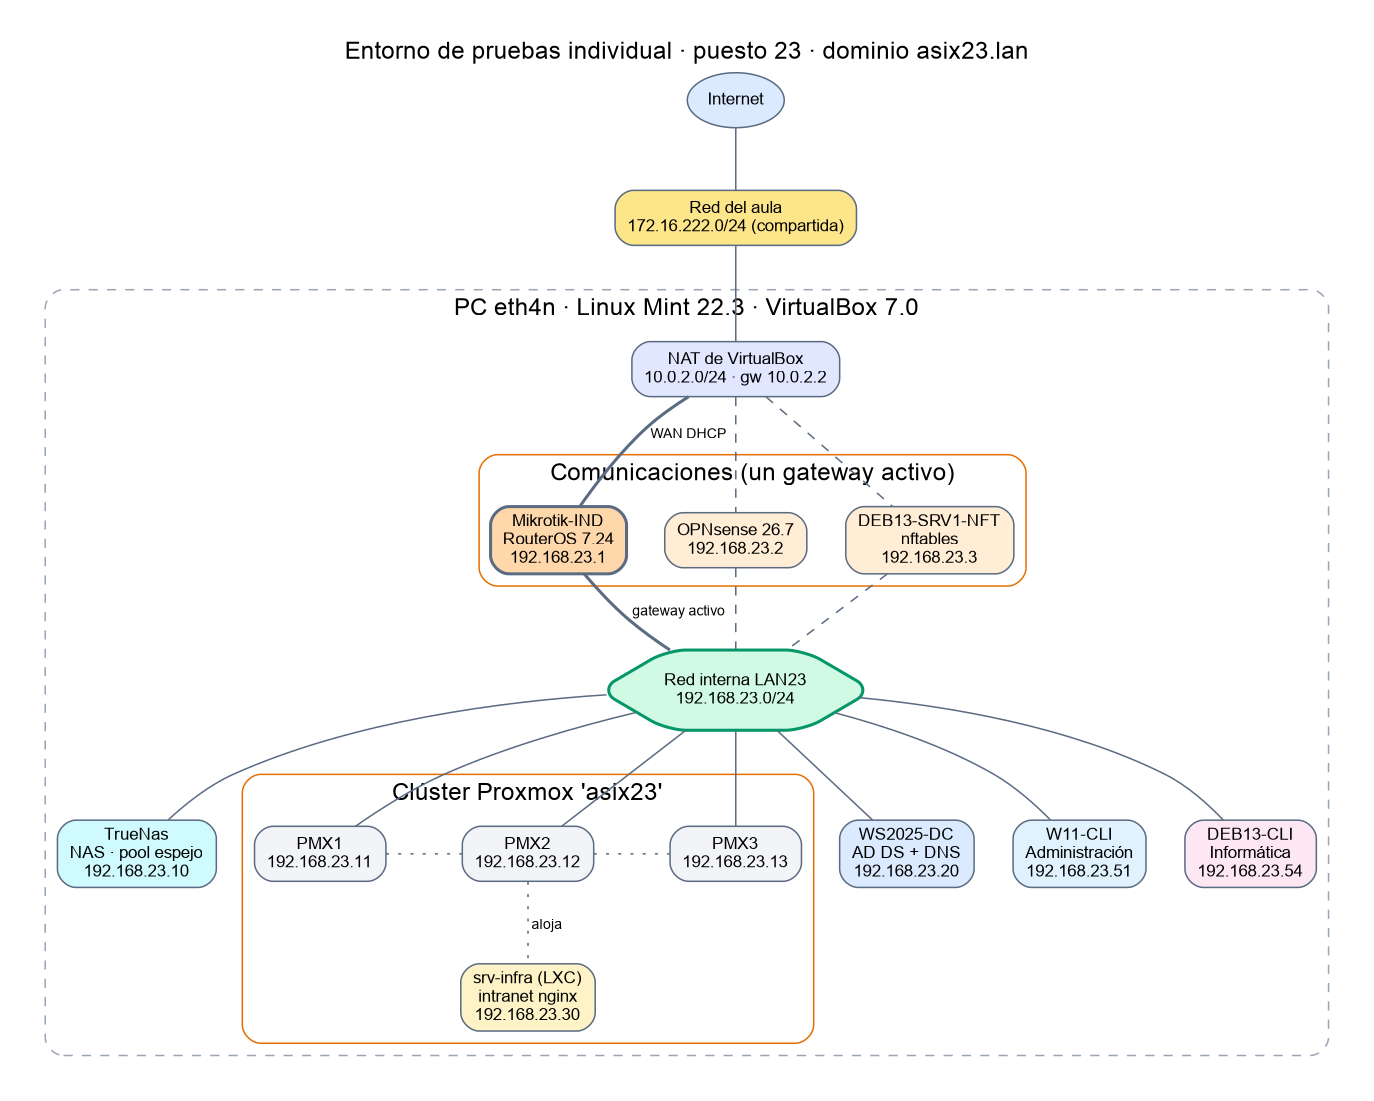 Entorno de pruebas individual · puesto 23 · dominio asix23.lan
Internet
Red del aula
172.16.222.0/24 (compartida)
PC eth4n · Linux Mint 22.3 · VirtualBox 7.0
NAT de VirtualBox
10.0.2.0/24 · gw 10.0.2.2
WAN DHCP
Comunicaciones (un gateway activo)
Mikrotik-IND
RouterOS 7.24
192.168.23.1
OPNsense 26.7
192.168.23.2
DEB13-SRV1-NFT
nftables
192.168.23.3
gateway activo
Red interna LAN23
192.168.23.0/24
Clúster Proxmox 'asix23'
TrueNas
NAS · pool espejo
192.168.23.10
PMX1
192.168.23.11
PMX2
192.168.23.12
PMX3
192.168.23.13
WS2025-DC
AD DS + DNS
192.168.23.20
W11-CLI
Administración
192.168.23.51
DEB13-CLI
Informática
192.168.23.54
aloja
srv-infra (LXC)
intranet nginx
192.168.23.30